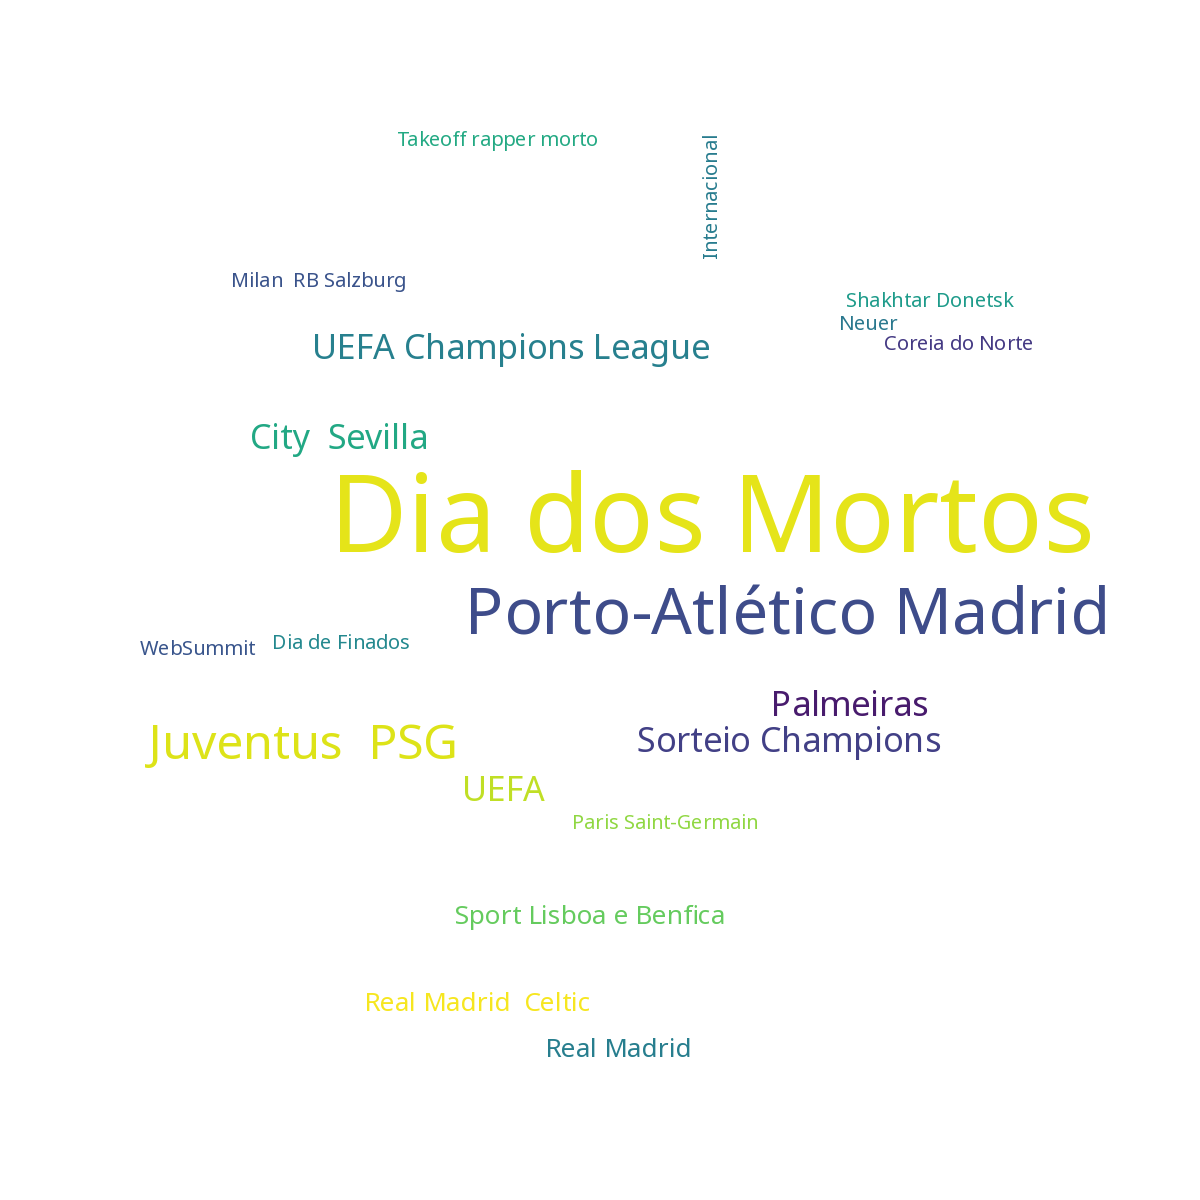 Takeoff rapper morto
Internacional
Milan RB Salzburg
Shakhtar Donetsk
Neuer
Coreia do Norte
UEFA Champions League
City Sevilla
Dia dos Mortos
Porto-Atlético Madrid
WebSummit
Dia de Finados
Palmeiras
Juventus PSG
Sorteio Champions
UEFA
Paris Saint-Germain
Sport Lisboa e Benfica
Real Madrid Celtic
Real Madrid